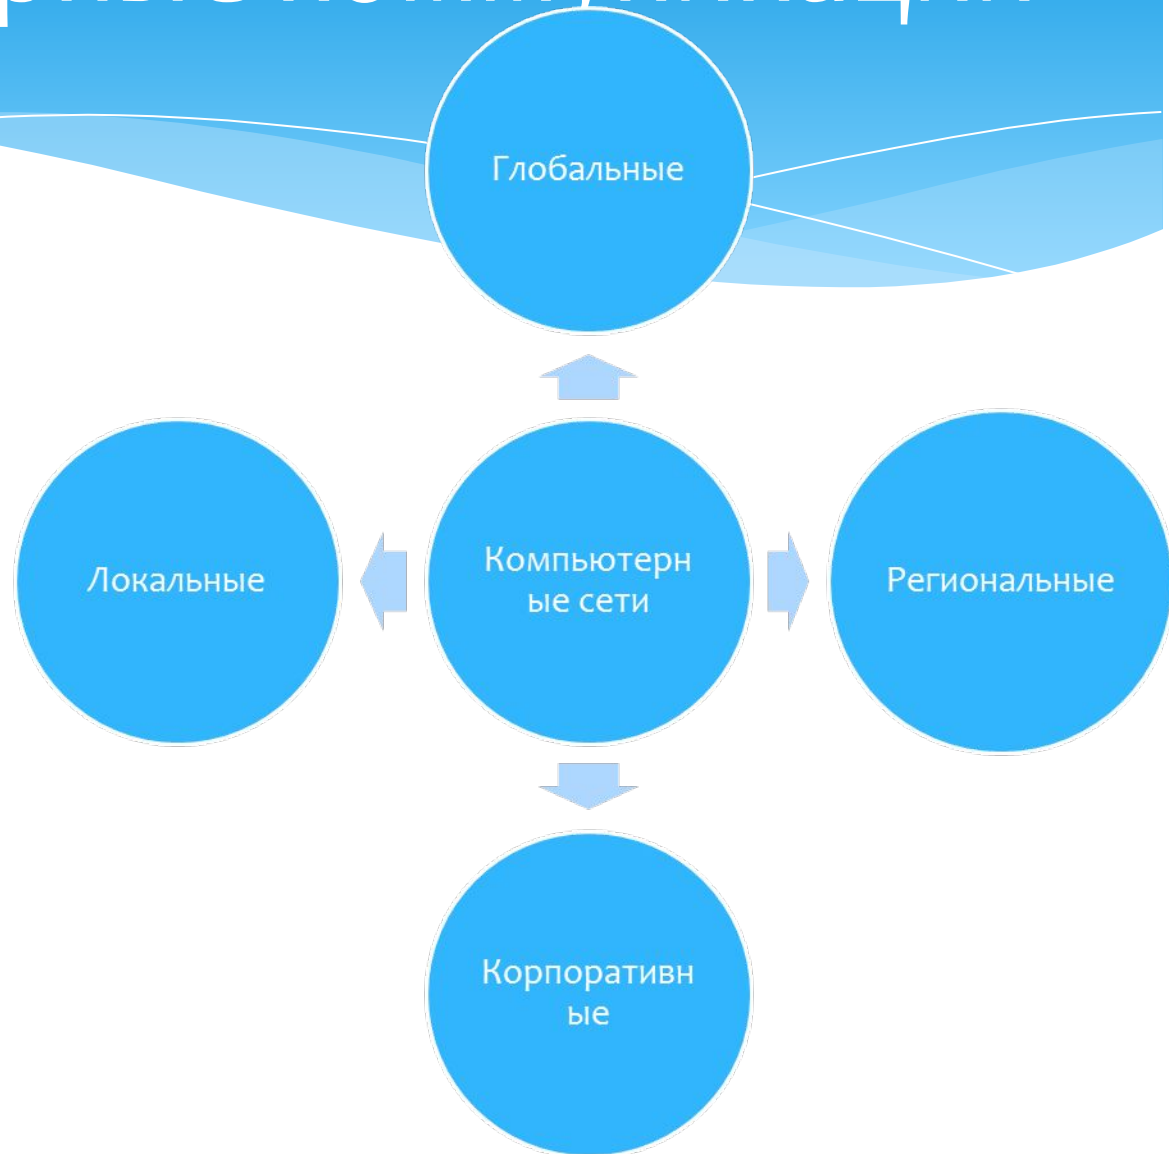 Глобальные
Локальные
Компьютерн
ые сети
Региональные
Корпоративн
ые